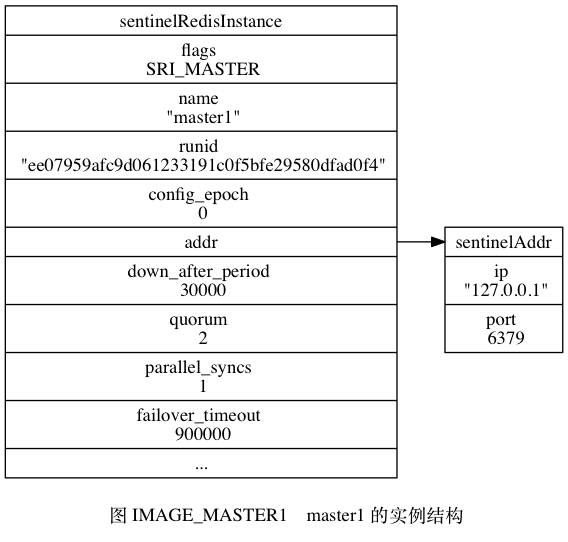 sentinelRedisInstance
flags
SRI_MASTER
name
"master1"
runid
"ee07959afc9d061233191c0f5bfe29580dfad0f4"
config_epoch
0
addr
down_after_period
30000
quorum
2
parallel_syncs
1
failover_timeout
900000
...
sentinelAddr
ip
"127.0.0.1"
port
6379
图 IMAGE_MASTER1 master1 的实例结构